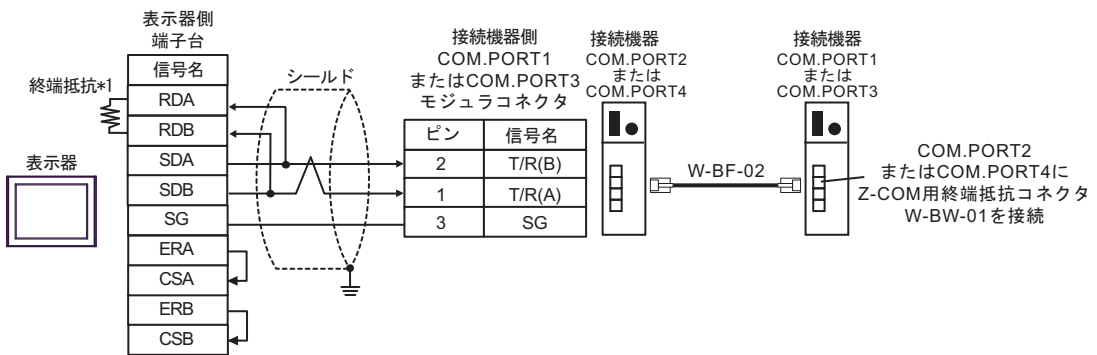 表示器側
端子台
信号名
RDA
RDB
SDA
SDB
SG
ERA
CSA
ERB
CSB
終端抵抗*1
表示器
シールド
接続機器側
COM.PORT1
またはCOM.PORT3
モジュラコネクタ
ピン 信号名
2 T/R(B)
1 T/R(A)
3 SG
接続機器
COM.PORT2
または
COM.PORT4
W-BF-02
接続機器
COM.PORT1
または
COM.PORT3
COM.PORT2
またはCOM.PORT4に
Z-COM用終端抵抗コネクタ
W-BW-01を接続